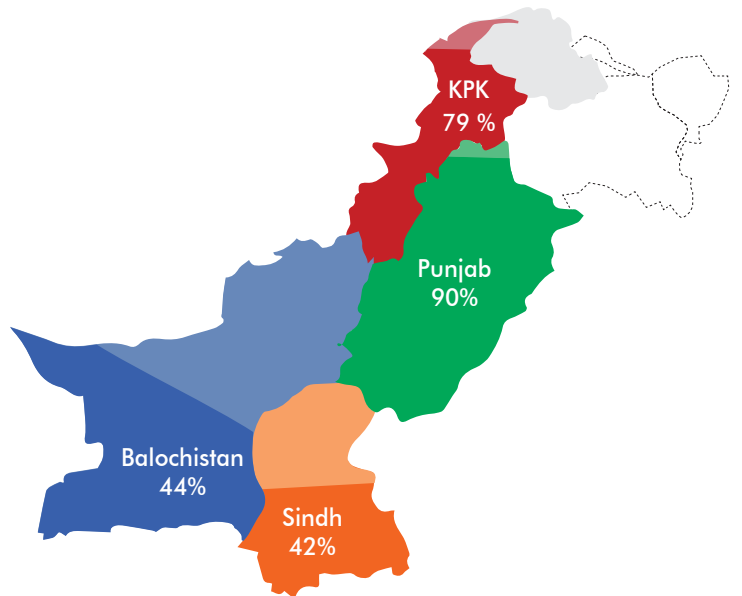 KPK
79 %
Punjab
90%
Balochistan
44%
Sindh
42%